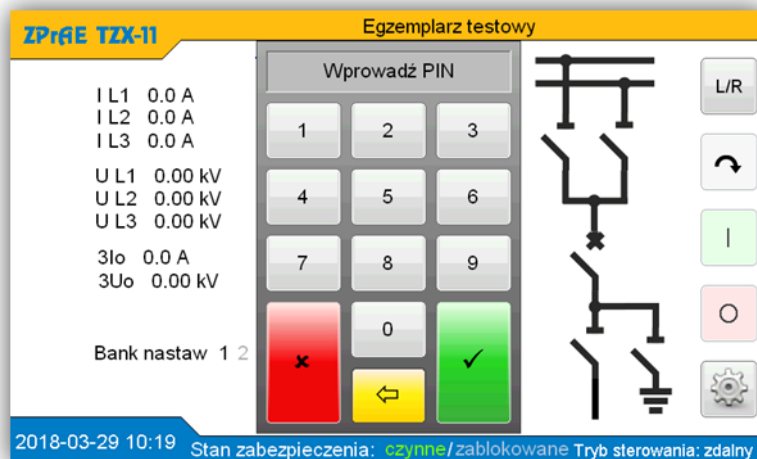 ZPrAE TZX-11
Egzemplarz testowy
Wprowadź PIN
I L1 0.0 A
I L2 0.0 A
I L3 0.0 A
U L1 0.00 kV
U L2 0.00 kV
U L3 0.00 kV
3Io 0.0 A
3Uo 0.00 kV
Bank nastaw 1 2
1 2 3
4 5 6
7 8 9
0
L/R
I
O
2018-03-29 10:19
Stan zabezpieczenia: czynne/zablokowane Tryb sterowania: zdalny